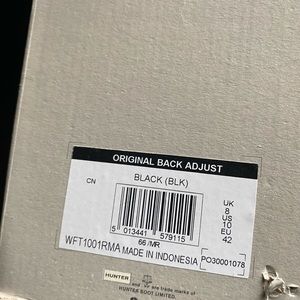 ORIGINAL BACK ADJUST
CN
BLACK (BLK)
UK
8
US
10
EU
42
5 013441 579115
66 /MR
WFT1001RMA MADE IN INDONESIA
PO30001078
HUNTER
and are trade marks of
HUNTER BOOT LIMITED.